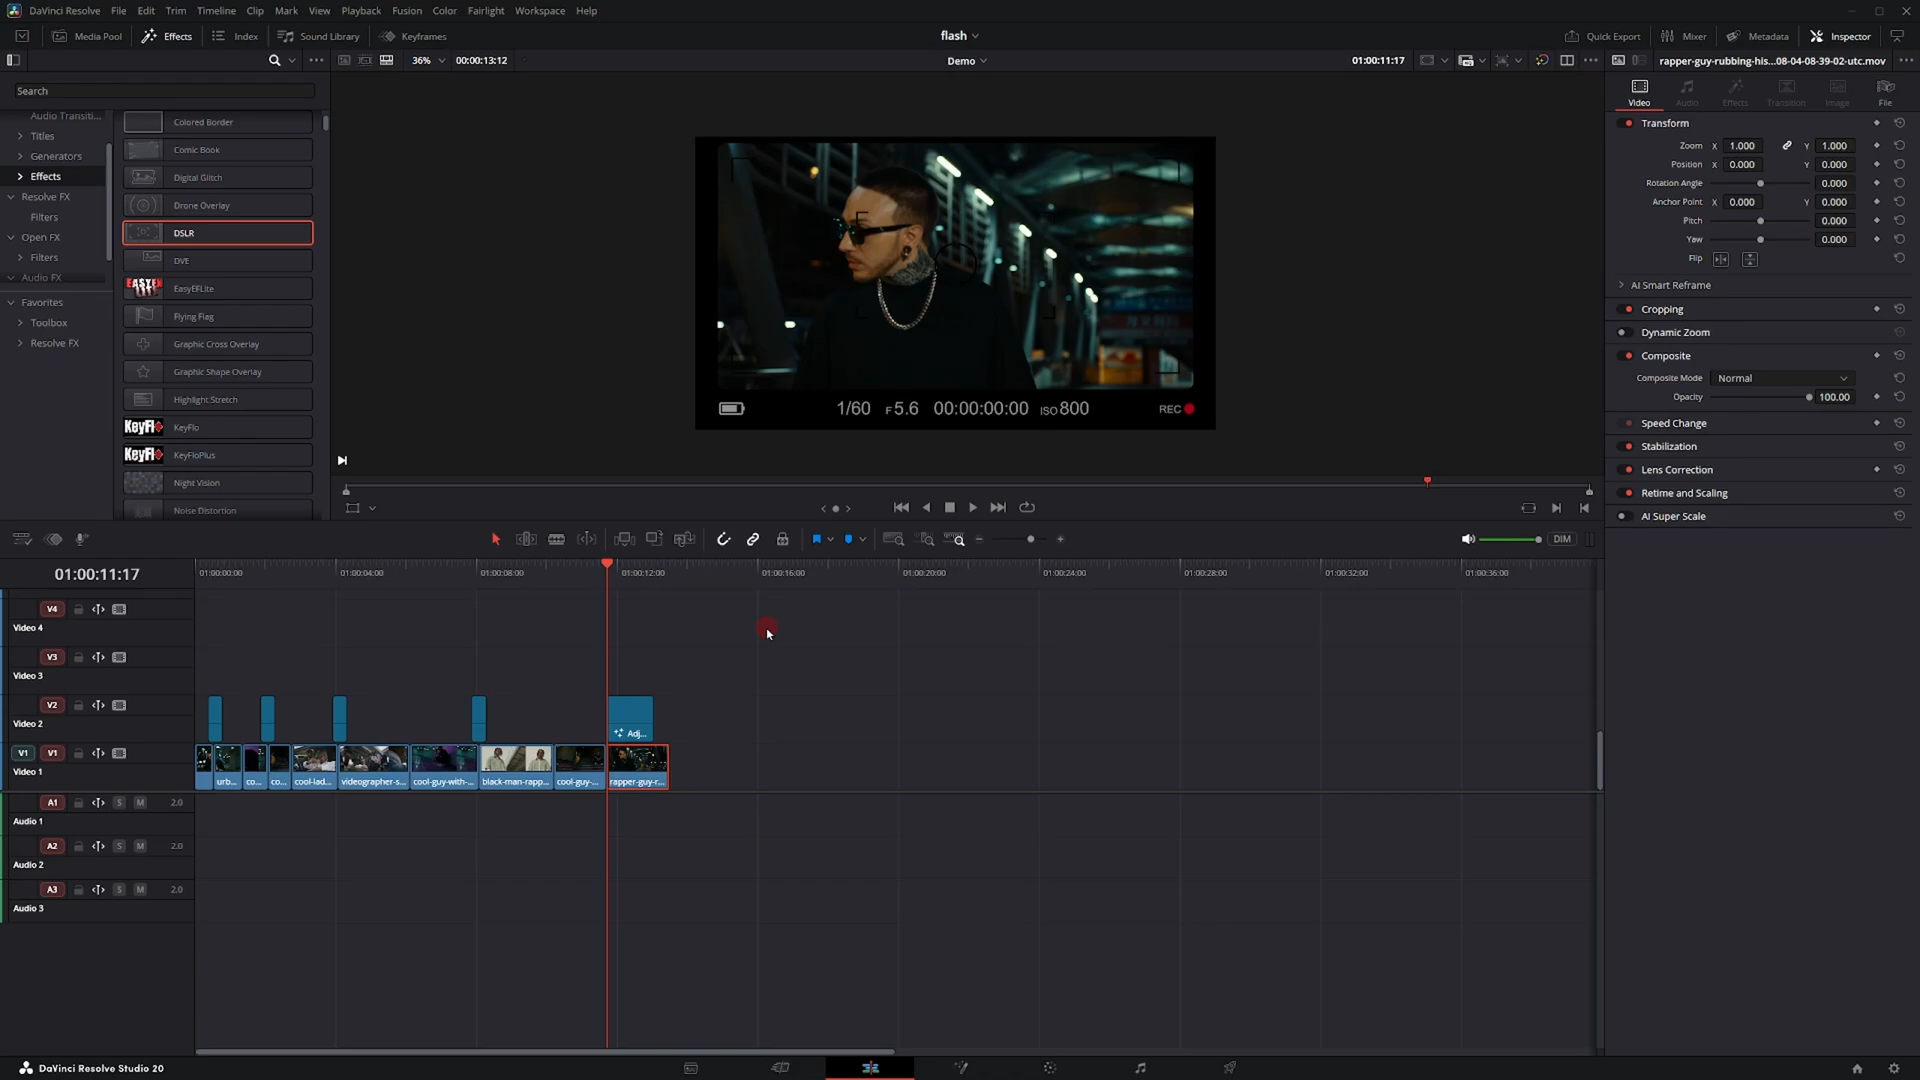 DaVinci Resolve File Edit Trim Timeline Clip Mark View Playback Fusion Color Fairlight Workspace Help
Media Pool Effects Index Sound Library Keyframes flash Quick Export Mixer Metadata Inspector
36% 00:00:13:12 Demo 01:00:11:17 rapper-guy-rubbing-his...08-04-08-39-02-utc.mov
Search
Audio Transiti...
Titles
Generators
Effects
Resolve FX
Filters
Open FX
Filters
Audio FX
Favorites
Toolbox
Resolve FX
Colored Border
Comic Book
Digital Glitch
Drone Overlay
DSLR
DVE
EasyEFLite
Flying Flag
Graphic Cross Overlay
Graphic Shape Overlay
Highlight Stretch
KeyFlo
KeyFloPlus
Night Vision
Noise Distortion
1/60 F5.6 00:00:00:00 ISO800 REC
Video Audio Effects Transition Image File
Transform
Zoom X 1.000 Y 1.000
Position X 0.000 Y 0.000
Rotation Angle 0.000
Anchor Point X 0.000 Y 0.000
Pitch 0.000
Yaw 0.000
Flip
AI Smart Reframe
Cropping
Dynamic Zoom
Composite
Composite Mode Normal
Opacity 100.00
Speed Change
Stabilization
Lens Correction
Retime and Scaling
AI Super Scale
DIM
01:00:11:17
01:00:00:00 01:00:04:00 01:00:08:00 01:00:12:00 01:00:16:00 01:00:20:00 01:00:24:00 01:00:28:00 01:00:32:00 01:00:36:00
V4
Video 4
V3
Video 3
V2
Video 2
Adj...
V1 V1
Video 1
urb... co... co... cool-lad... videographer-s... cool-guy-with-... black-man-rapp... cool-guy-... rapper-guy-r...
A1 S M 2.0
Audio 1
A2 S M 2.0
Audio 2
A3 S M 2.0
Audio 3
DaVinci Resolve Studio 20